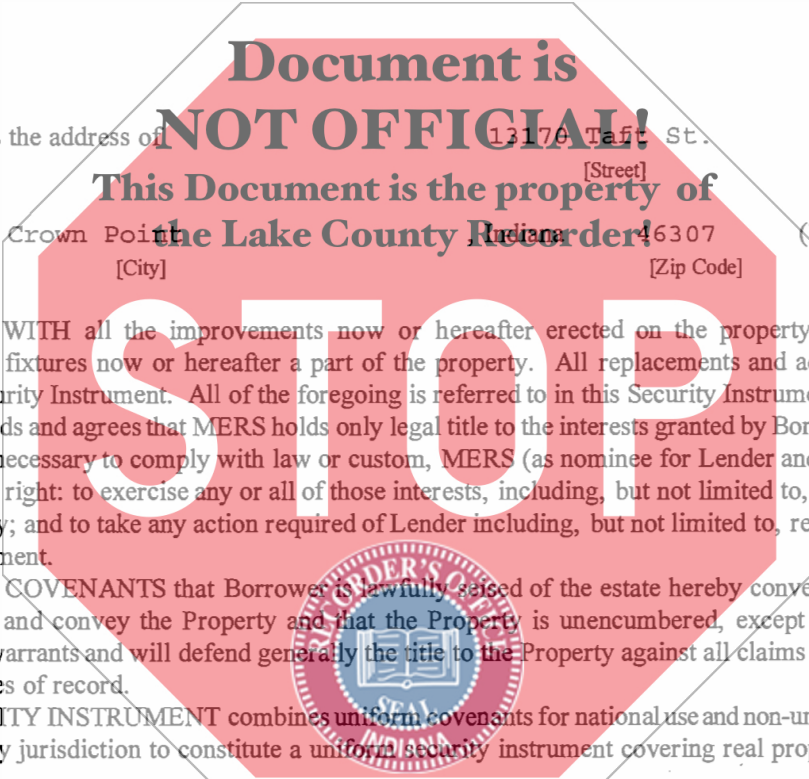 Document is
NOT OFFICIAL!
the address of 13170 Taft St.
[Street]
This Document is the property of
the Lake County Recorder!
Crown Point , Indiana 46307 (
[City] [Zip Code]
STOP
WITH all the improvements now or hereafter erected on the property
fixtures now or hereafter a part of the property. All replacements and a
urity Instrument. All of the foregoing is referred to in this Security Instrume
ds and agrees that MERS holds only legal title to the interests granted by Bor
necessary to comply with law or custom, MERS (as nominee for Lender and
right: to exercise any or all of those interests, including, but not limited to,
y; and to take any action required of Lender including, but not limited to, re
ment.
COVENANTS that Borrower is lawfully seised of the estate hereby conve
and convey the Property and that the Property is unencumbered, except
warrants and will defend generally the title to the Property against all claims
s of record.
ITY INSTRUMENT combines uniform covenants for national use and non-un
y jurisdiction to constitute a uniform security instrument covering real prop
RECORDER'S OFFICE
SEAL
INDIANA